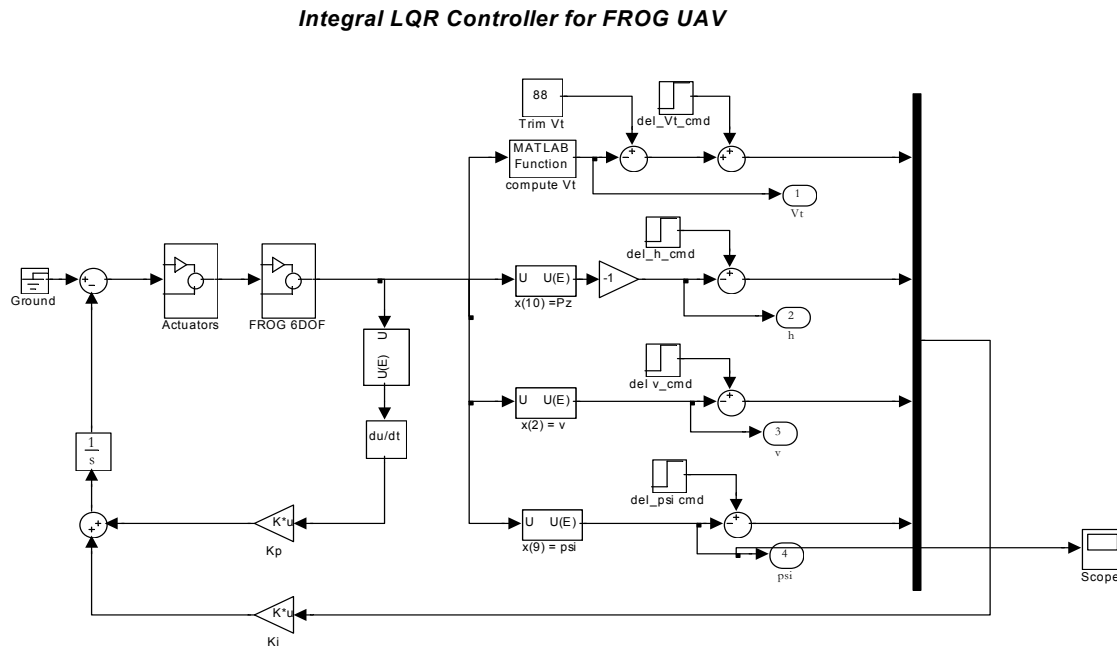 Integral LQR Controller for FROG UAV
88
Trim Vt
del_Vt_cmd
+
−
+
+
MATLAB
Function
compute Vt
1
Vt
del_h_cmd
+
−
U U(E)
x(10) =Pz
-1
2
h
+
−
Ground
Actuators
FROG 6DOF
U
U(E)
del v_cmd
+
−
U U(E)
x(2) = v
3
v
du/dt
1
s
del_psi cmd
+
−
U U(E)
x(9) = psi
4
psi
Scope
+
+
K*u
Kp
K*u
Ki